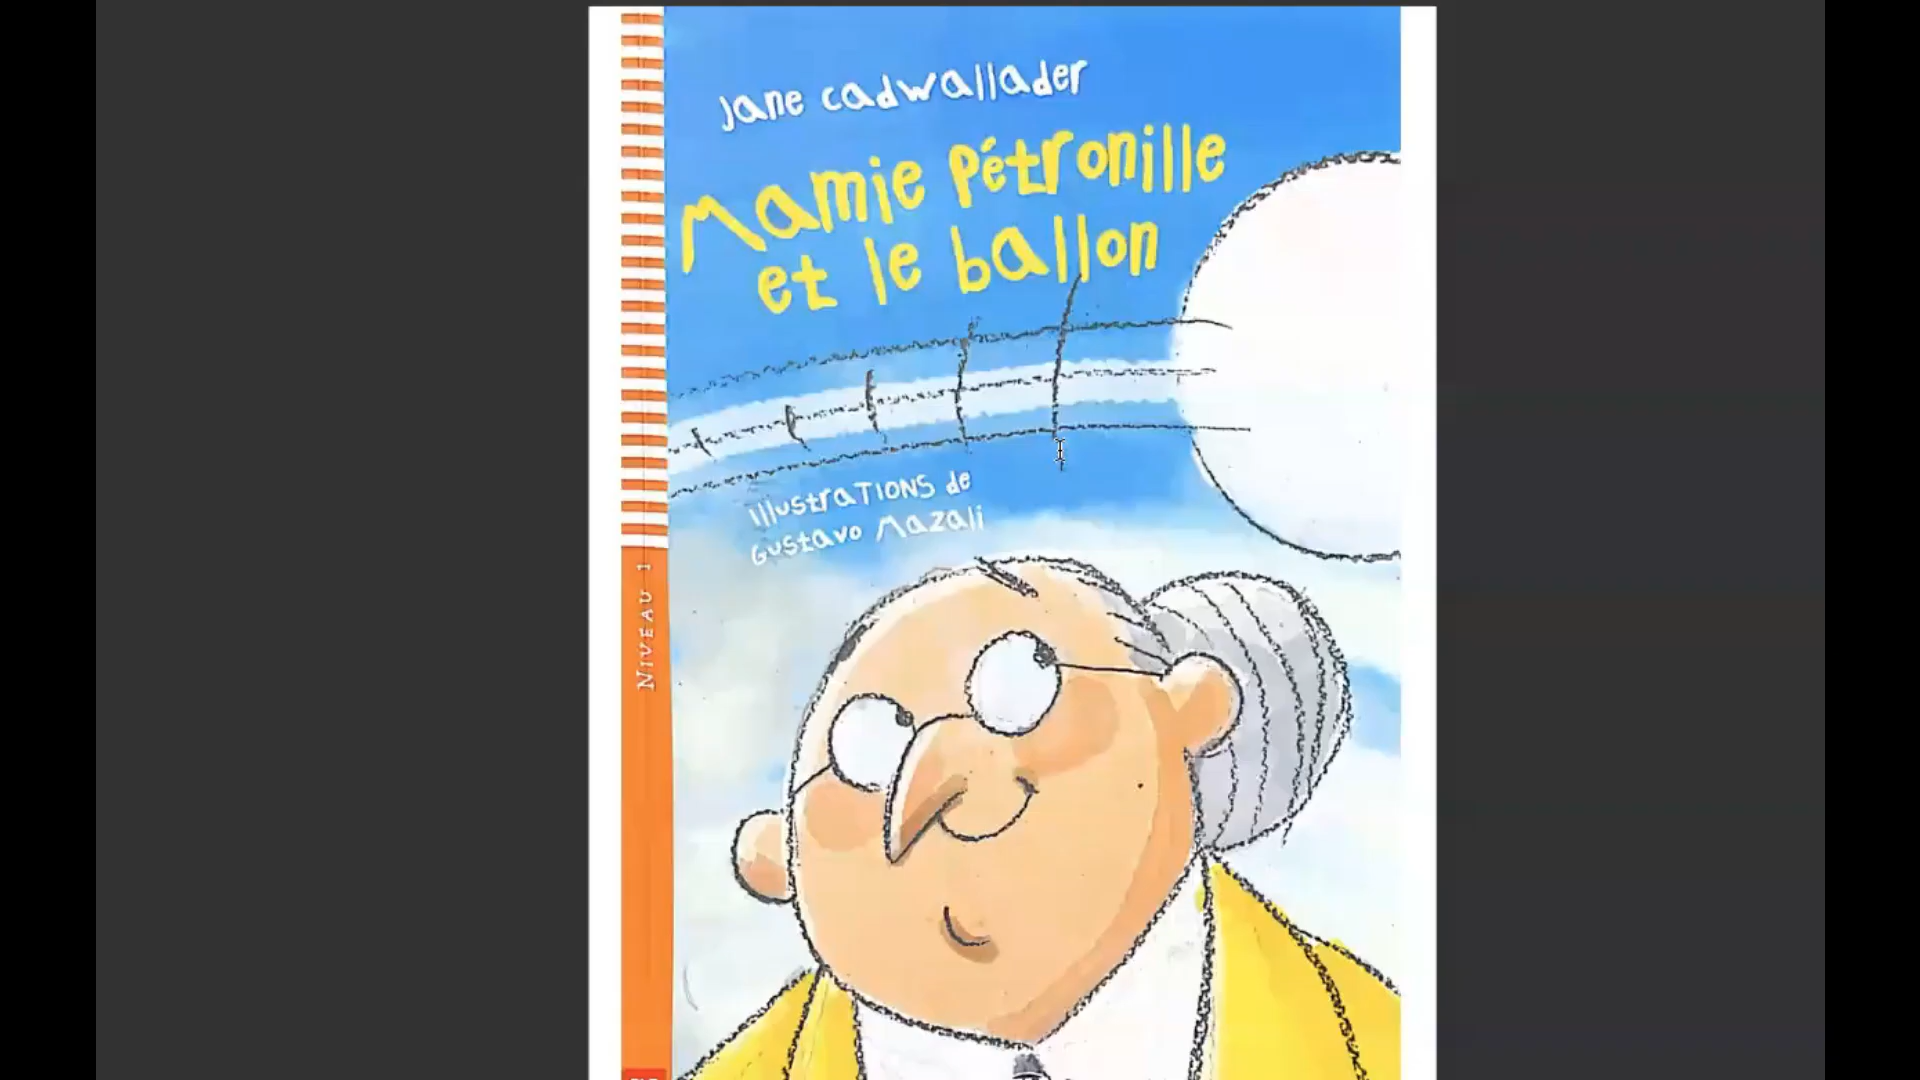 Jane Cadwallader
Mamie Pétronille
et le ballon
Illustrations de
Gustavo Mazali
Niveau 1